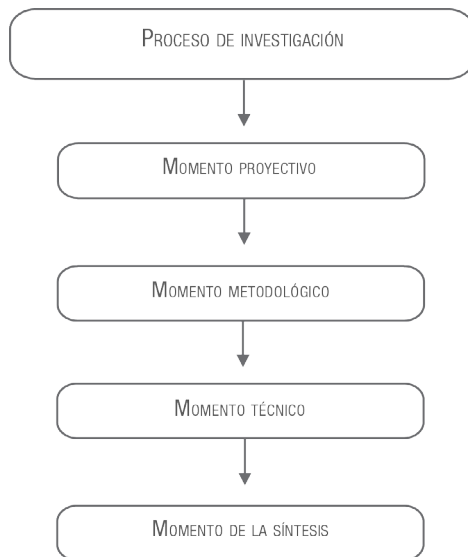 PROCESO DE INVESTIGACIÓN
MOMENTO PROYECTIVO
MOMENTO METODOLÓGICO
MOMENTO TÉCNICO
MOMENTO DE LA SÍNTESIS